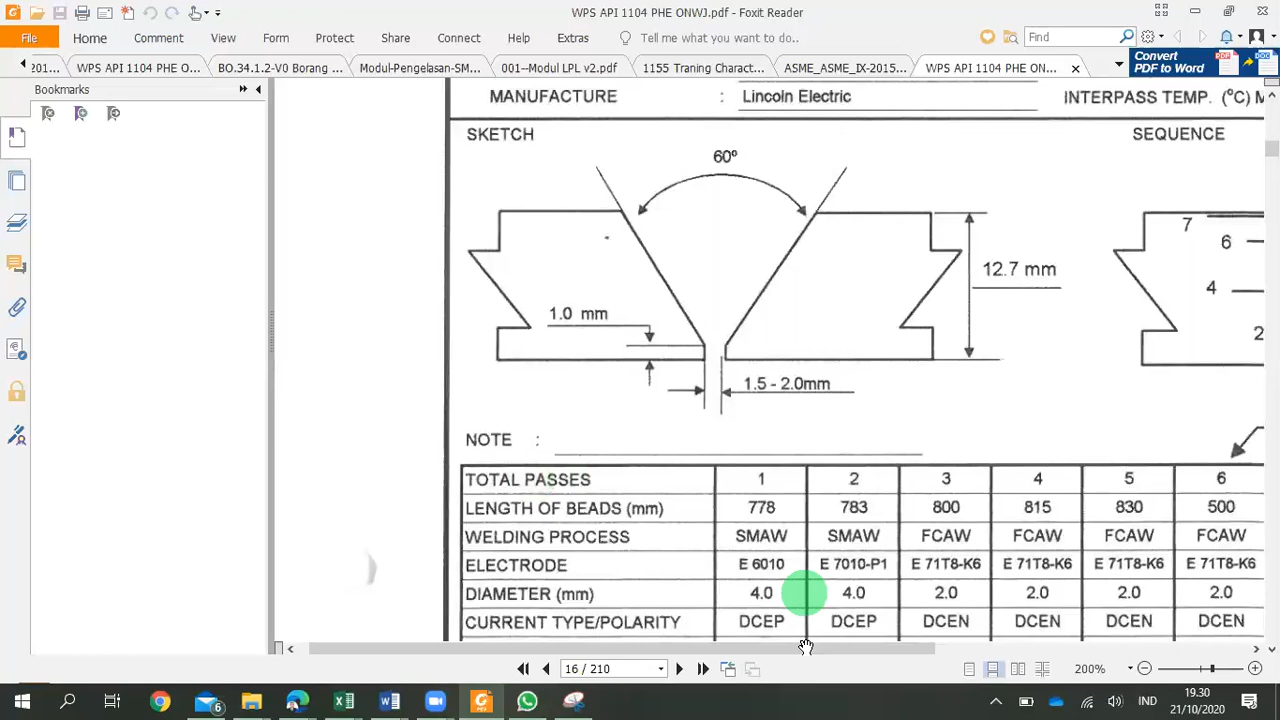 WPS API 1104 PHE ONWJ.pdf - Foxit Reader
File Home Comment View Form Protect Share Connect Help Extras Tell me what you want to do.. Find
201... WPS API 1104 PHE O... BO.34.1.2-V0 Borang ... Modul-Pengelasan-SM... 001-Modul LVL v2.pdf 1155 Traning Charact... ASME_ASME_IX-2015... WPS API 1104 PHE ON... Convert
PDF to Word
Bookmarks
MANUFACTURE : Lincoln Electric INTERPASS TEMP. (⁰C) M
SKETCH SEQUENCE
60º
7
6
12.7 mm
4
1.0 mm
2
1.5 - 2.0mm
NOTE :
TOTAL PASSES 1 2 3 4 5 6
LENGTH OF BEADS (mm) 778 783 800 815 830 500
WELDING PROCESS SMAW SMAW FCAW FCAW FCAW FCAW
ELECTRODE E 6010 E 7010-P1 E 71T8-K6 E 71T8-K6 E 71T8-K6 E 71T8-K6
DIAMETER (mm) 4.0 4.0 2.0 2.0 2.0 2.0
CURRENT TYPE/POLARITY DCEP DCEP DCEN DCEN DCEN DCEN
16 / 210 200%
6 IND 19.30
21/10/2020